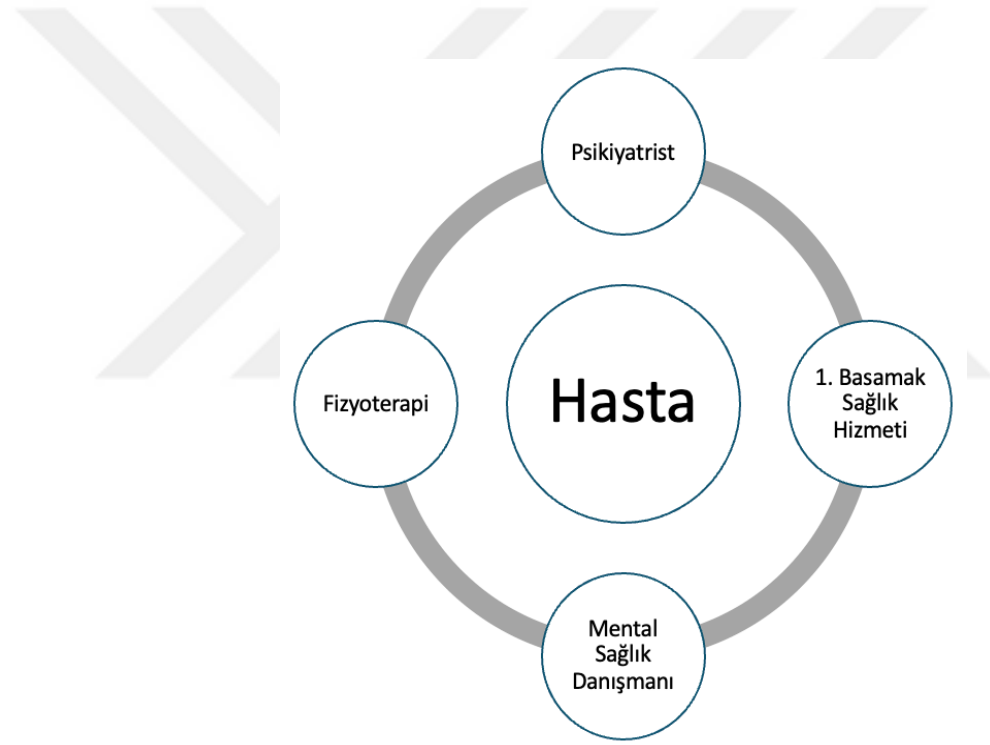 Psikiyatrist
Fizyoterapi
Hasta
1. Basamak
Sağlık
Hizmeti
Mental
Sağlık
Danışmanı